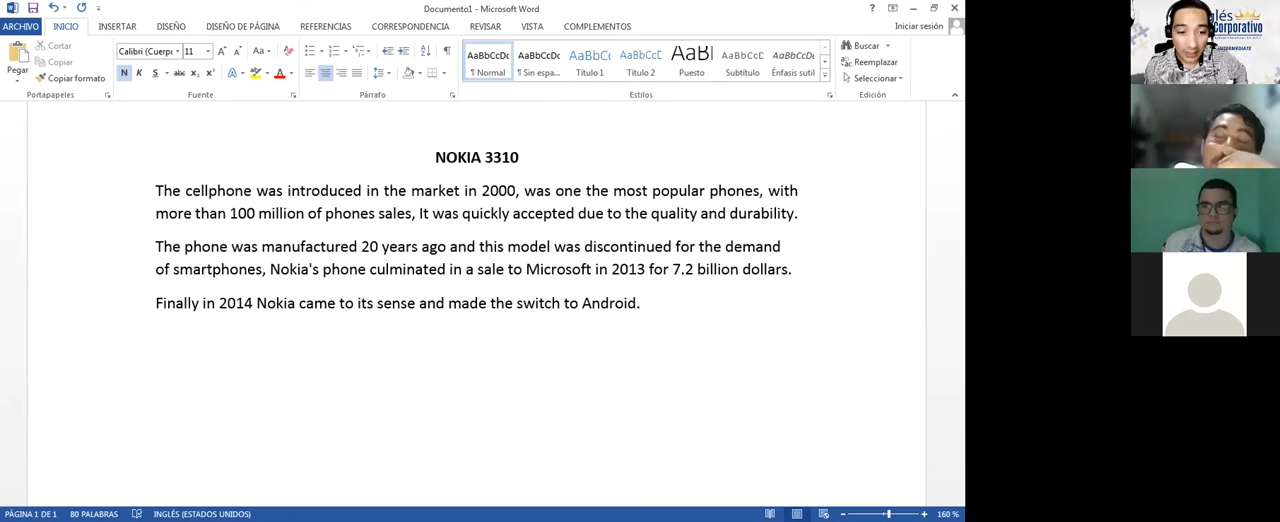 Documento1 - Microsoft Word
ARCHIVO INICIO INSERTAR DISEÑO DISEÑO DE PÁGINA REFERENCIAS CORRESPONDENCIA REVISAR VISTA COMPLEMENTOS Iniciar sesión
Pegar
Cortar
Copiar
Copiar formato
Portapapeles
Calibri (Cuerp 11
N K S abc x₂ x²
Fuente
Párrafo
AaBbCcDc AaBbCcDc AaBbCc AaBbCcD AaBl AaBbCcD AaBbCcDc
¶ Normal ¶ Sin espa... Título 1 Título 2 Puesto Subtítulo Énfasis sutil
Estilos
Buscar
Reemplazar
Seleccionar
Edición
NOKIA 3310
The cellphone was introduced in the market in 2000, was one the most popular phones, with
more than 100 million of phones sales, It was quickly accepted due to the quality and durability.
The phone was manufactured 20 years ago and this model was discontinued for the demand
of smartphones, Nokia's phone culminated in a sale to Microsoft in 2013 for 7.2 billion dollars.
Finally in 2014 Nokia came to its sense and made the switch to Android.
PÁGINA 1 DE 1 80 PALABRAS INGLÉS (ESTADOS UNIDOS) 160 %
glés
Corporativo
INTERMEDIATE